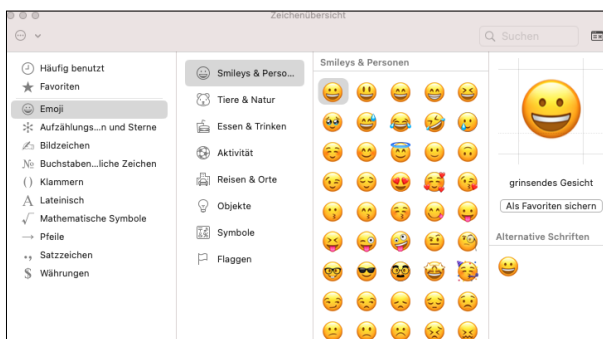 Zeichenübersicht
Suchen
Häufig benutzt
Favoriten
Emoji
Aufzählungs...n und Sterne
Bildzeichen
Buchstaben...liche Zeichen
Klammern
Lateinisch
Mathematische Symbole
Pfeile
Satzzeichen
Währungen
Smileys & Perso...
Tiere & Natur
Essen & Trinken
Aktivität
Reisen & Orte
Objekte
Symbole
Flaggen
Smileys & Personen
grinsendes Gesicht
Als Favoriten sichern
Alternative Schriften